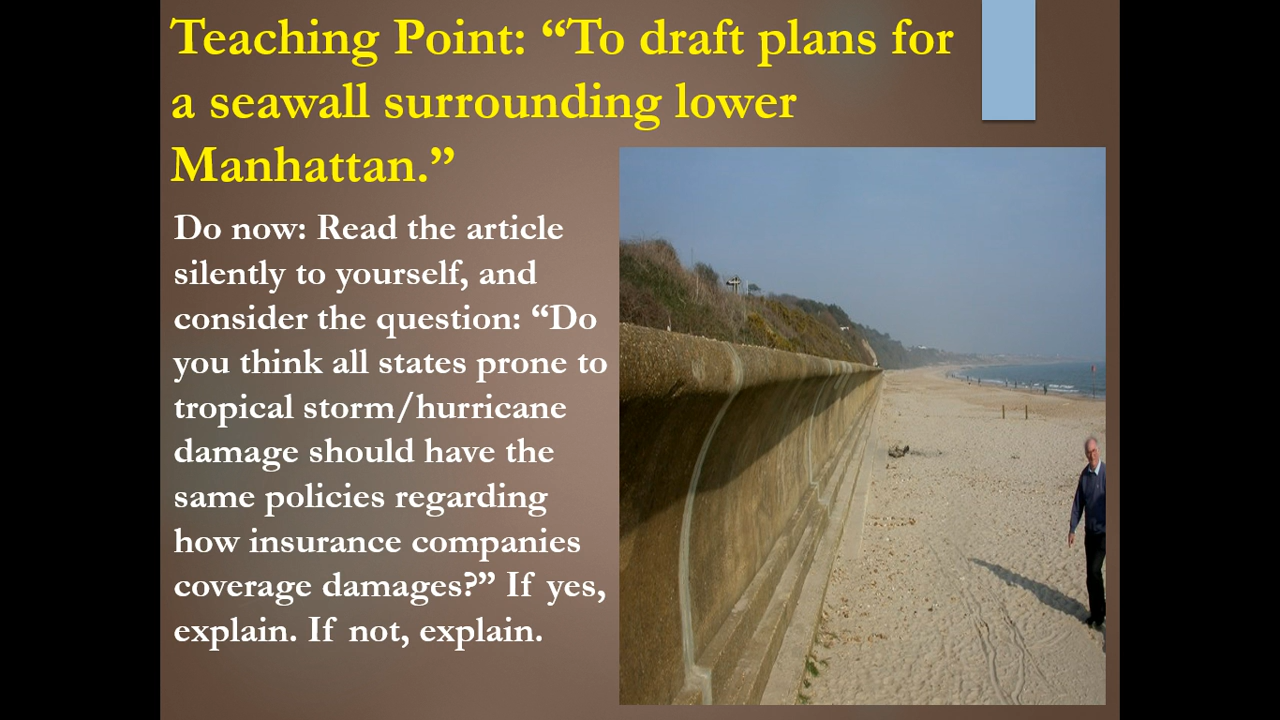 Teaching Point: “To draft plans for
a seawall surrounding lower
Manhattan.”
Do now: Read the article
silently to yourself, and
consider the question: “Do
you think all states prone to
tropical storm/hurricane
damage should have the
same policies regarding
how insurance companies
coverage damages?” If yes,
explain. If not, explain.